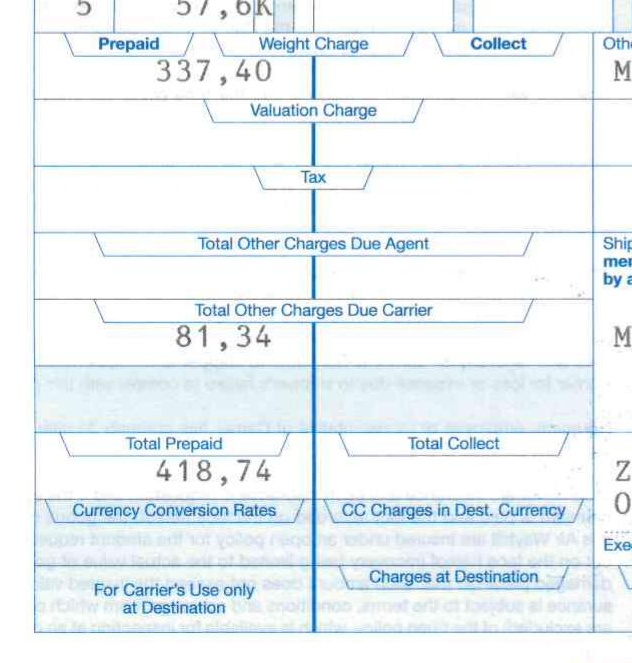 5 57,6K
Prepaid Weight Charge Collect Othe
337,40 M
Valuation Charge
Tax
Total Other Charges Due Agent Ship
mer
by a
Total Other Charges Due Carrier
81,34 M
Total Prepaid Total Collect
418,74 Z
Currency Conversion Rates CC Charges in Dest. Currency O
Exe
Charges at Destination
For Carrier's Use only
at Destination